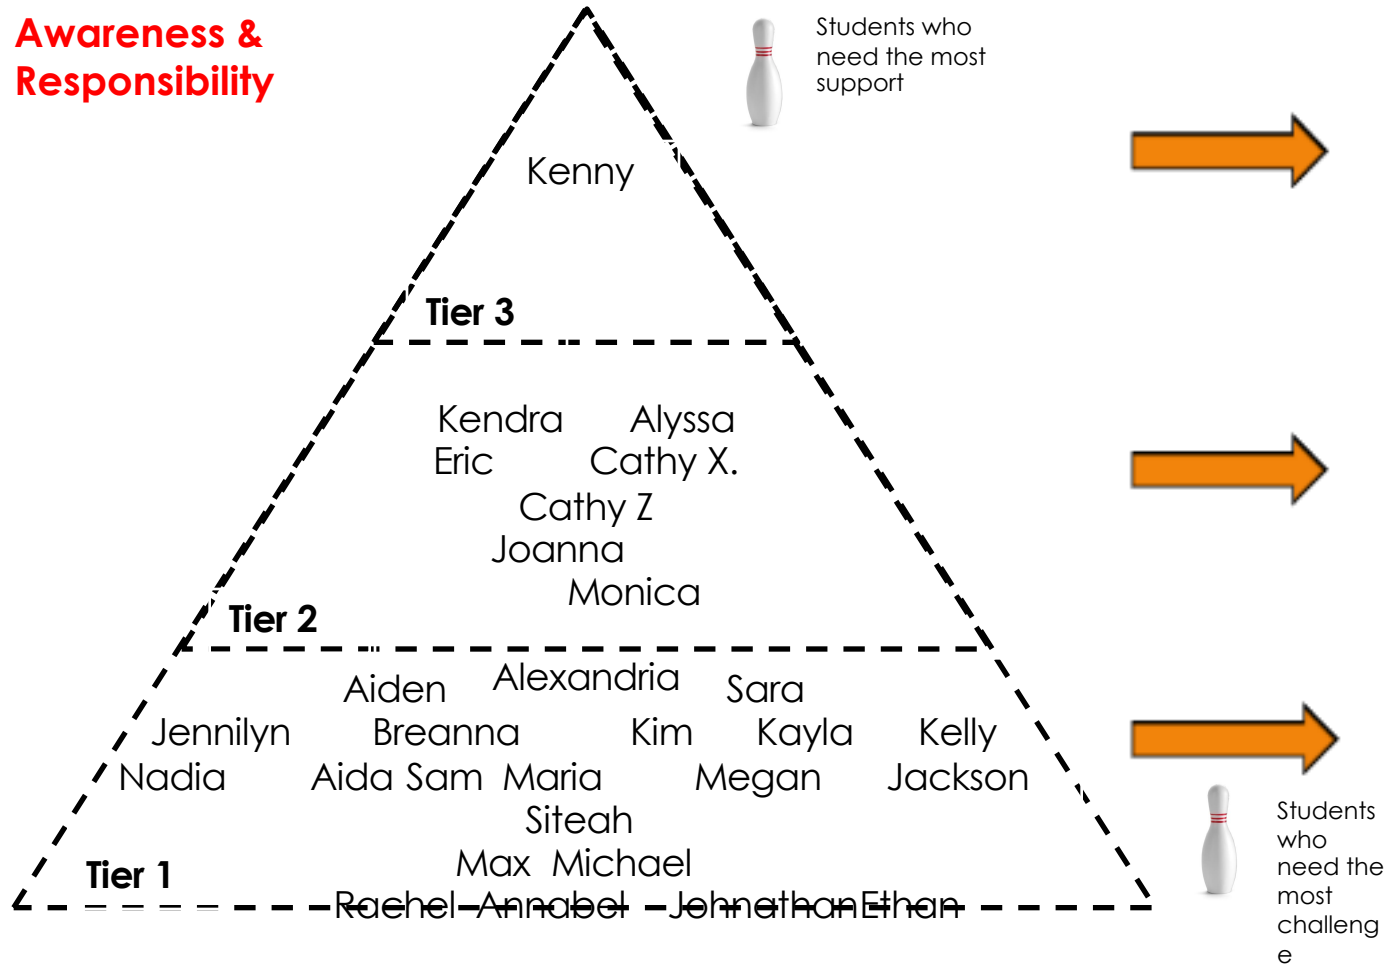 Awareness &
Responsibility
Students who
need the most
support
Kenny
Tier 3
Kendra Alyssa
Eric Cathy X.
Cathy Z
Joanna
Monica
Tier 2
Aiden Alexandria Sara
Jennilyn Breanna Kim Kayla Kelly
Nadia Aida Sam Maria Megan Jackson
Siteah
Max Michael
Tier 1
Rachel Annabel Johnathan Ethan
Students
who
need the
most
challeng
e